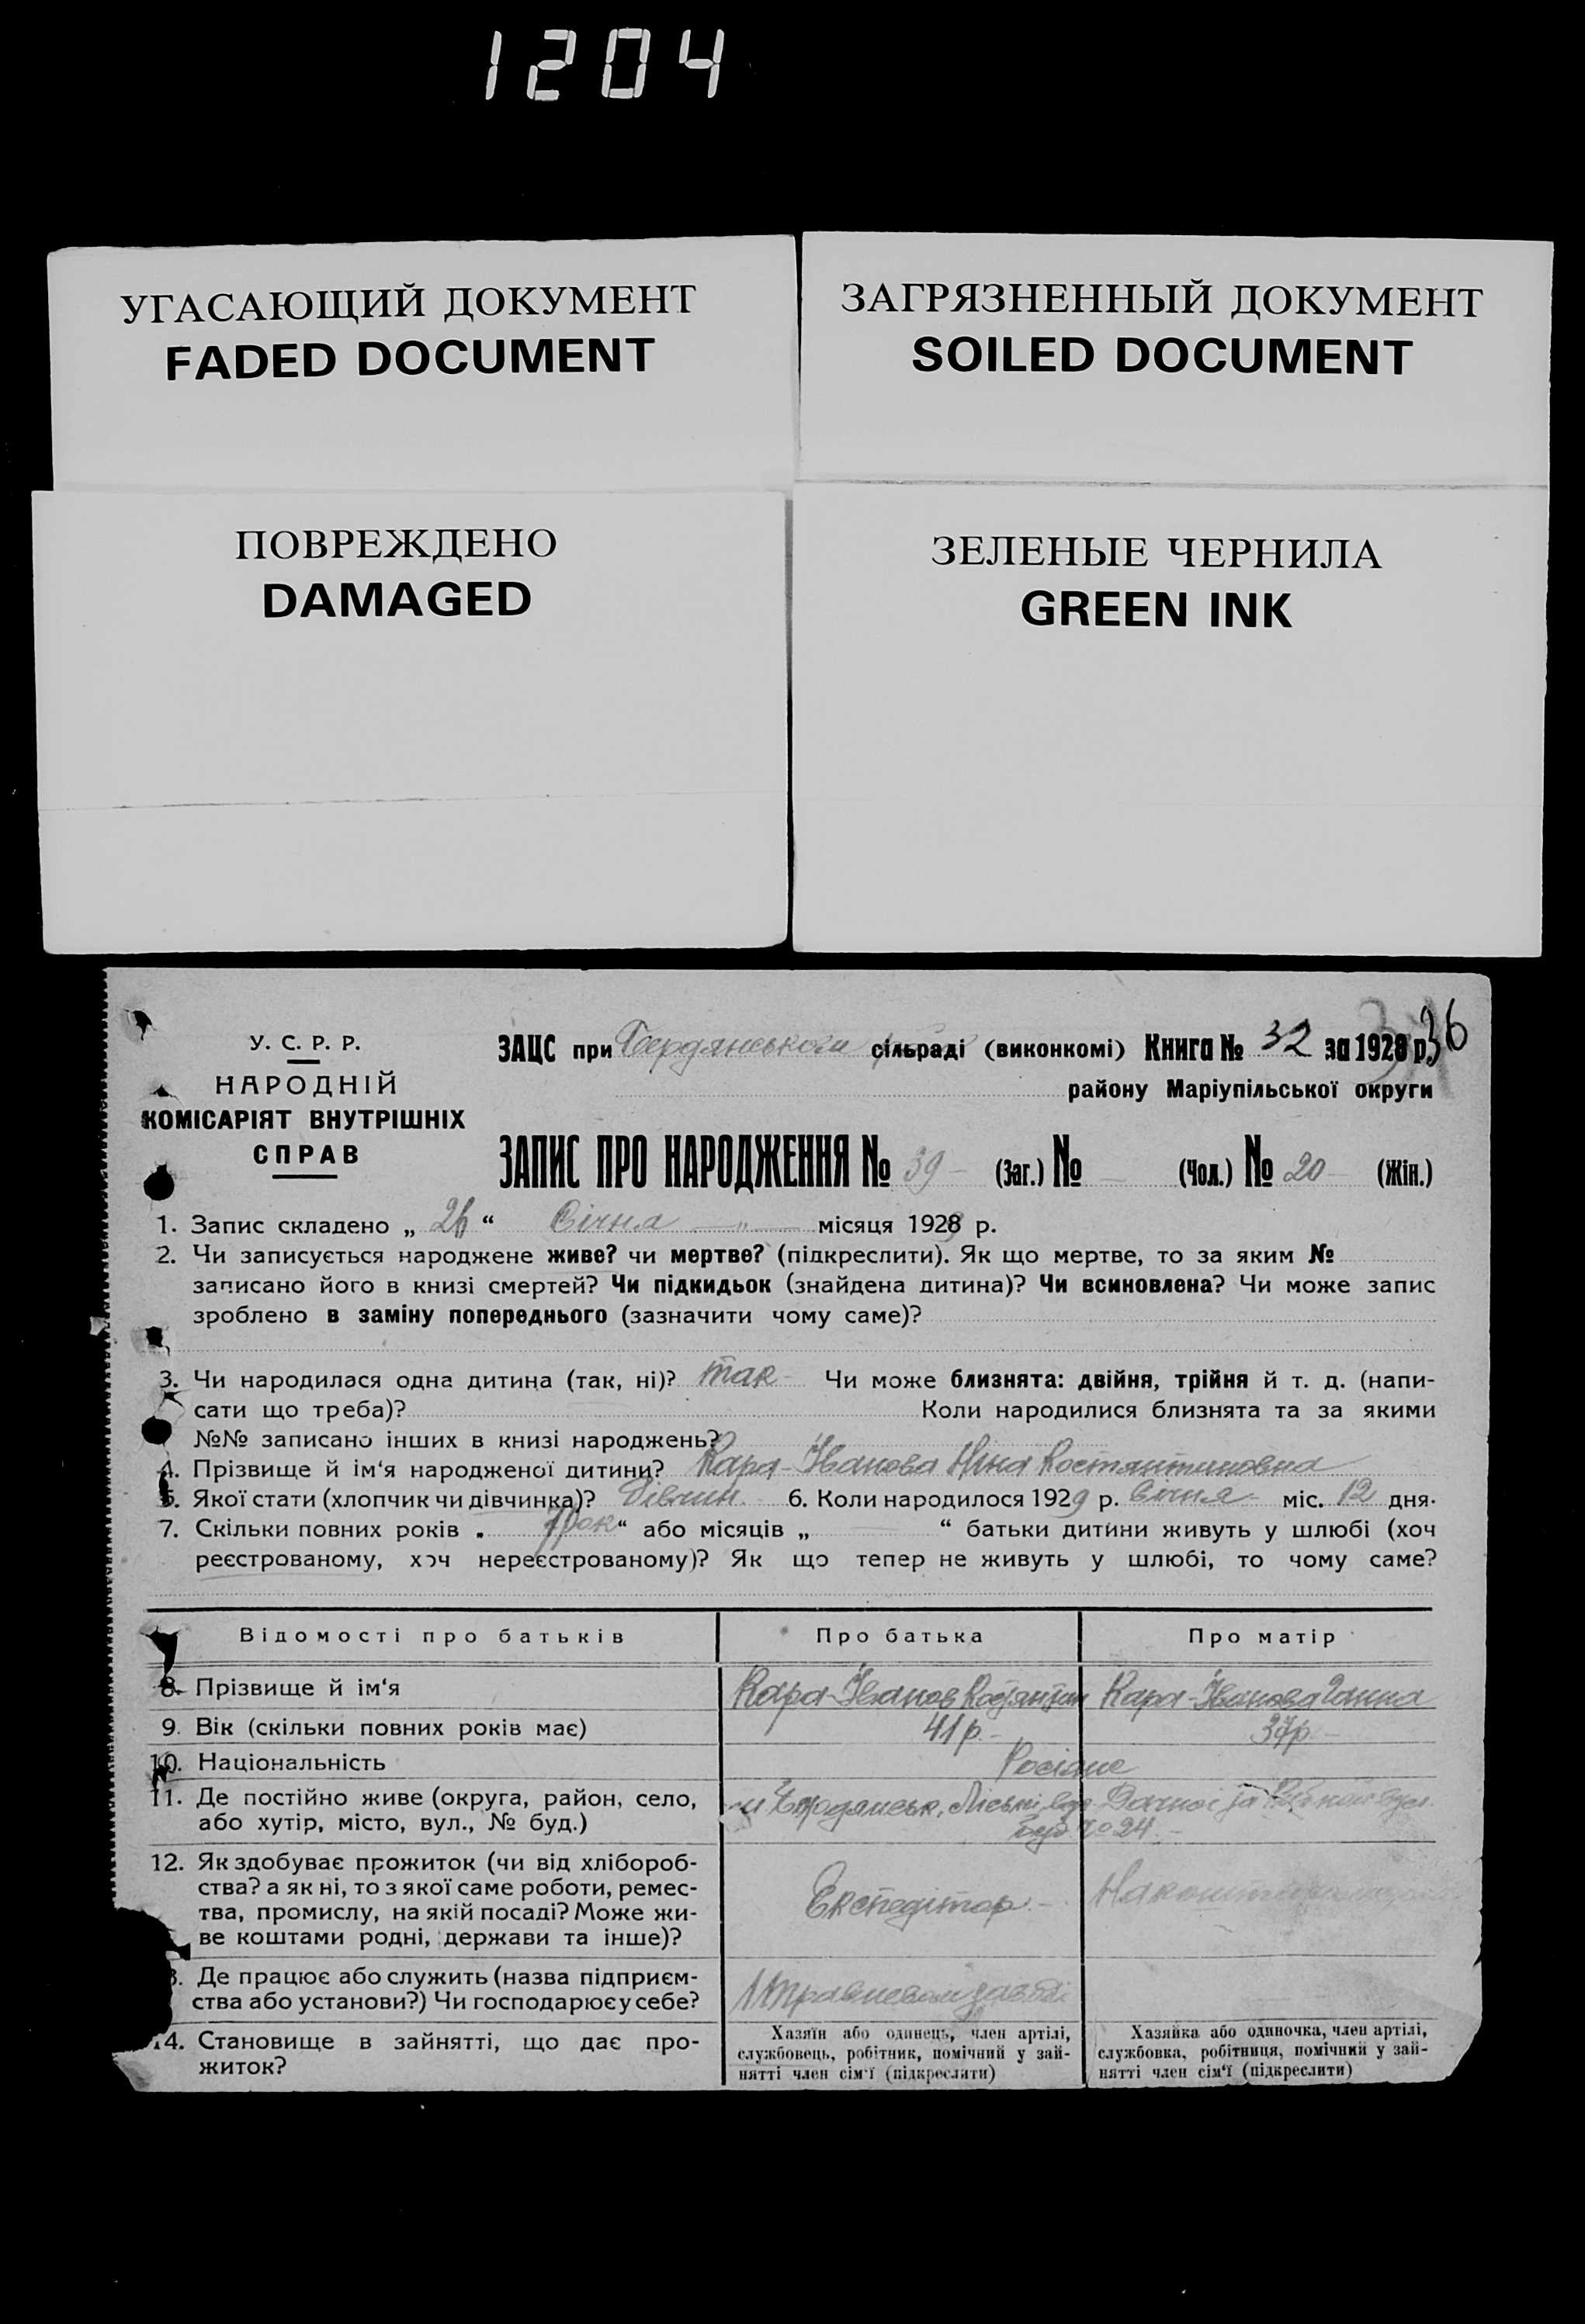 1204
УГАСАЮЩИЙ ДОКУМЕНТ
FADED DOCUMENT
ЗАГРЯЗНЕННЫЙ ДОКУМЕНТ
SOILED DOCUMENT
ПОВРЕЖДЕНО
DAMAGED
ЗЕЛЕНЫЕ ЧЕРНИЛА
GREEN INK
36
У. С. Р. Р.
НАРОДНІЙ
КОМІСАРІЯТ ВНУТРІШНІХ
СПРАВ
ЗАЦС при Бердянськом сільраді (виконкомі) Книга № 32 за 1928 р.
району Маріупільської округи
ЗАПИС ПРО НАРОДЖЕННЯ № 39 - (Заг.) № - (Чол.) № 20 - (Жін.)
1. Запис складено „ 26 “ Січня — „ — місяця 1929 р.
2. Чи записується народжене живе? чи мертве? (підкреслити). Як що мертве, то за яким №
записано його в книзі смертей? Чи підкидьок (знайдена дитина)? Чи всиновлена? Чи може запис
зроблено в заміну попереднього (зазначити чому саме)?
3. Чи народилася одна дитина (так, ні)? так - Чи може близнята: двійня, трійня й т. д. (напи-
сати що треба)? Коли народилися близнята та за якими
№№ записано інших в книзі народжень?
4. Прізвище й ім‘я народженої дитини? Кара-Іванова Ніна Костянтиновна
5. Якої стати (хлопчик чи дівчинка)? Дівчин. 6. Коли народилося 1929 р. січня міс. 12 дня.
7. Скільки повних років „ рок “ або місяців „ — “ батьки дитини живуть у шлюбі (хоч
реєстрованому, хоч нереєстрованому)? Як що тепер не живуть у шлюбі, то чому саме?
Відомості про батьків
Про батька
Про матір
8. Прізвище й ім‘я
Кара-Іванов Костянтин
Кара-Іванова Ганна
9. Вік (скільки повних років має)
41 р. -
37 р. -
10. Національність
Росіане
11. Де постійно живе (округа, район, село,
або хутір, місто, вул., № буд.)
м Бердянськ,
буд № 24 -
12. Як здобуває прожиток (чи від хлібороб-
ства? а як ні, то з якої саме роботи, ремес-
тва, промислу, на якій посаді? Може жи-
ве коштами родні, держави та інше)?
Експедітор. -
13. Де працює або служить (назва підприєм-
ства або установи?) Чи господарює у себе?
14. Становище в зайнятті, що дає про-
житок?
Хазяїн або одинець, член артілі,
службовець, робітник, помічний у зай-
нятті член сім‘ї (підкреслити)
Хазяйка або одиночка, член артілі,
службовка, робітниця, помічний у зай-
нятті член сім‘ї (підкреслити)